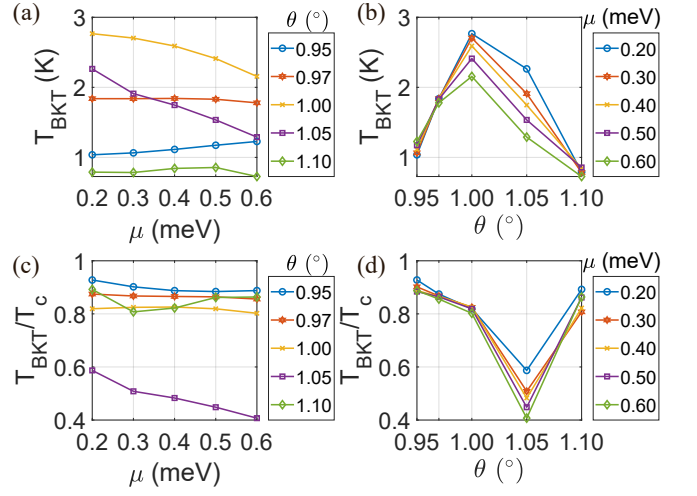 (a)
3
2
1
T_BKT (K)
0.2 0.3 0.4 0.5 0.6
μ (meV)
θ (°)
0.95
0.97
1.00
1.05
1.10
(b)
3
2
1
T_BKT (K)
0.95 1.00 1.05 1.10
θ (°)
μ (meV)
0.20
0.30
0.40
0.50
0.60
(c)
1
0.8
0.6
0.4
T_BKT/T_c
0.2 0.3 0.4 0.5 0.6
μ (meV)
θ (°)
0.95
0.97
1.00
1.05
1.10
(d)
1
0.8
0.6
0.4
T_BKT/T_c
0.95 1.00 1.05 1.10
θ (°)
μ (meV)
0.20
0.30
0.40
0.50
0.60